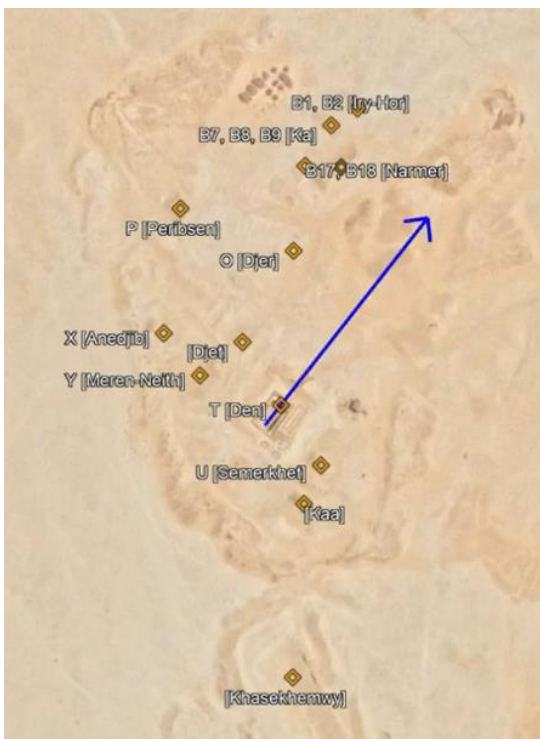 B1, B2 [Iry-Hor]
B7, B8, B9 [Ka]
B17, B18 [Narmer]
P [Peribsen]
O [Djer]
X [Anedjib]
[Djet]
Y [Meren-Neith]
T [Den]
U [Semerkhet]
[Kaa]
[Khasekhemwy]